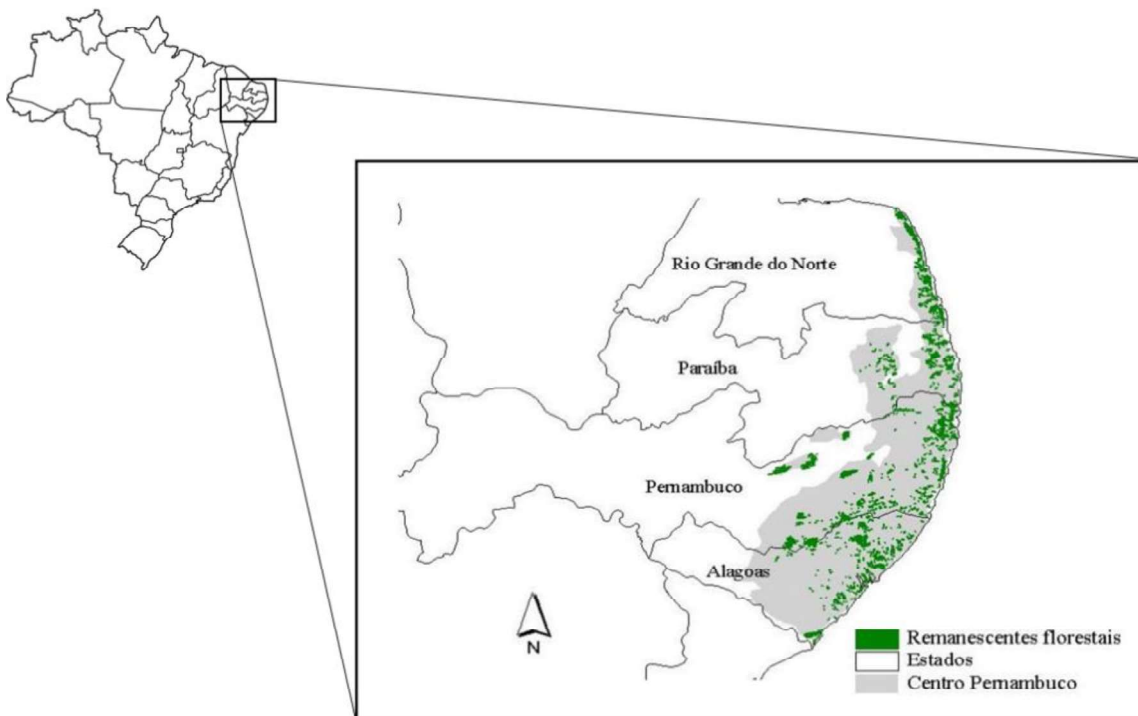 Rio Grande do Norte
Paraíba
Pernambuco
Alagoas
N
Remanescentes florestais
Estados
Centro Pernambuco